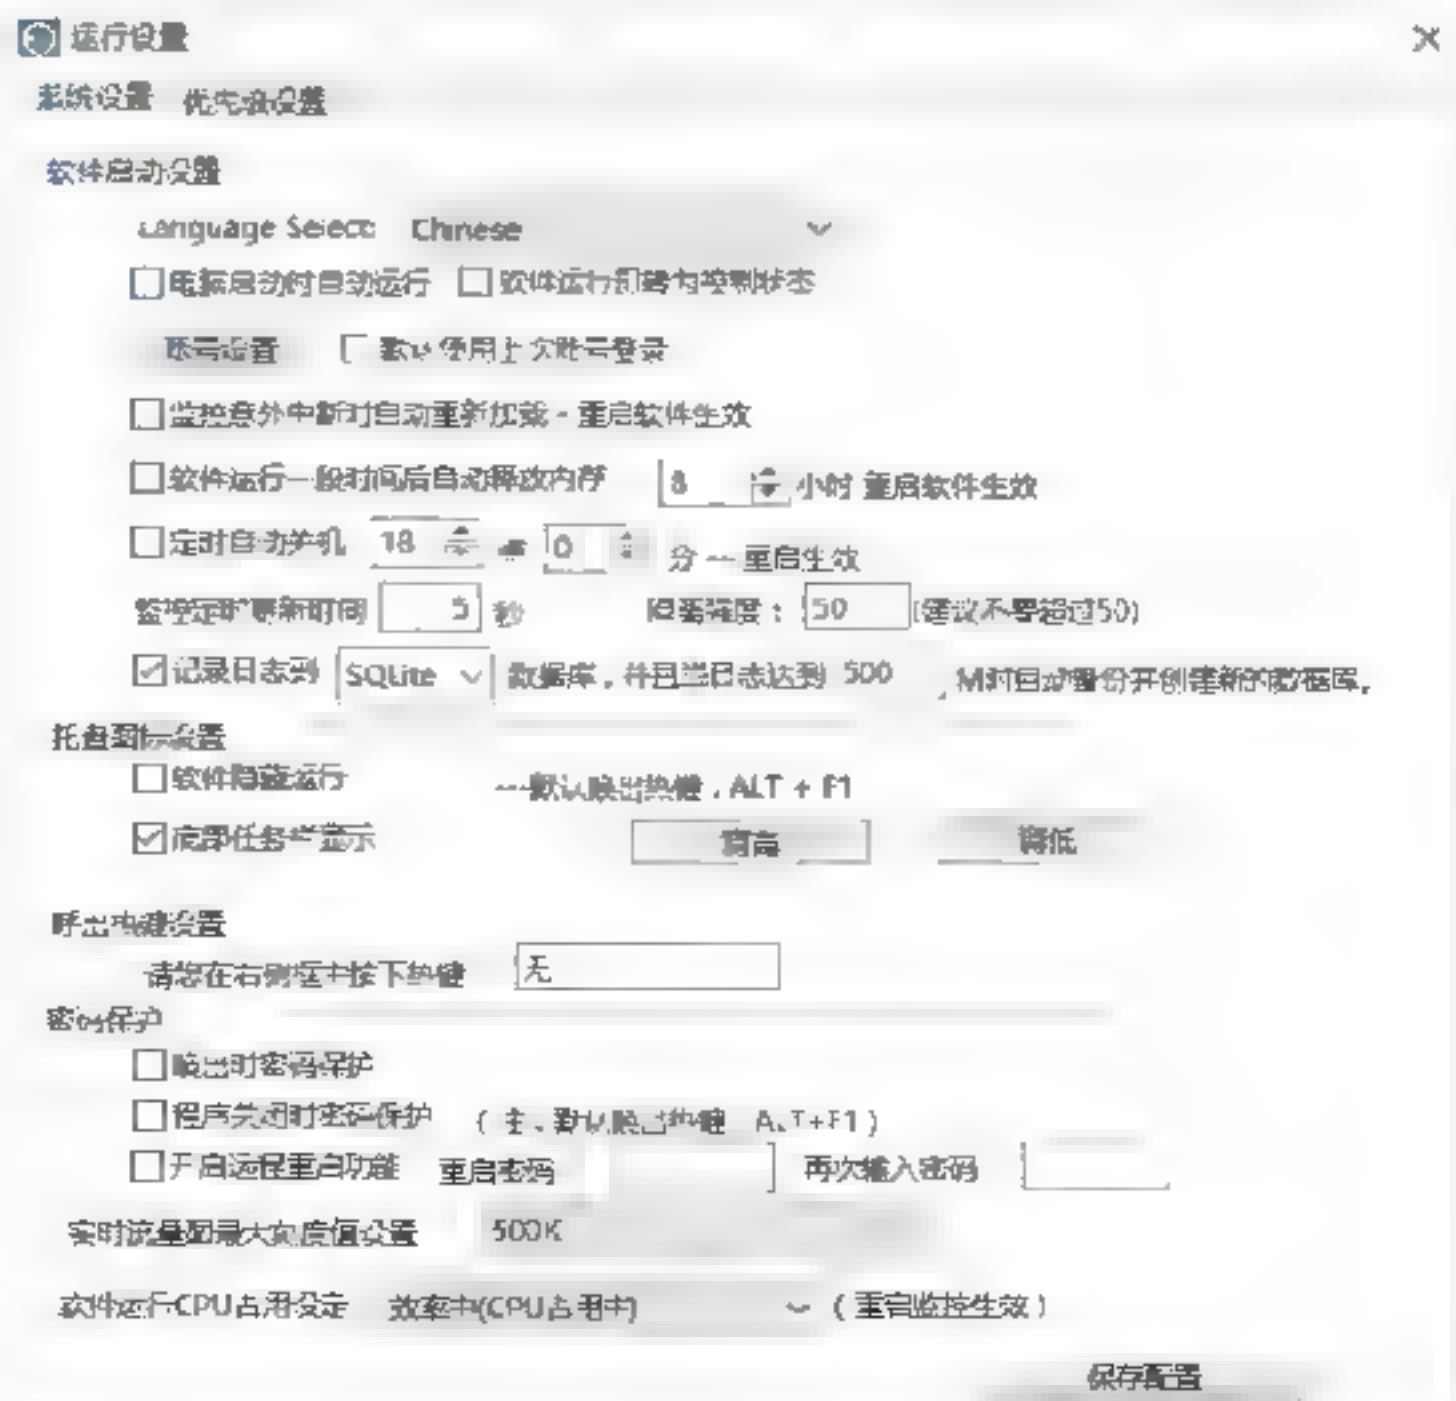 运行设置
系统设置 优先级设置
软件启动设置
Language Select: Chinese
电脑启动时自动运行 软件运行即转为控制状态
账号设置 默认使用上次账号登录
监控意外中断时自动重新加载 - 重启软件生效
软件运行一段时间后自动释放内存 8 小时 重启软件生效
定时自动关机 18 0 分 --- 重启生效
监控定时更新时间 5 秒 阻断强度: 50 (建议不要超过50)
记录日志到 SQLite 数据库, 并且当日志达到 500 M时自动备份并创建新的数据库,
托盘图标设置
软件隐藏运行 ---默认唤出热键, ALT + F1
底部任务栏显示 调高 调低
呼出热键设置
请您在右侧框中按下热键 无
密码保护
唤出时密码保护
程序关闭时密码保护 ( 注、默认唤出热键 ALT+F1 )
开启远程重启功能 重启密码 再次输入密码
实时流量图最大刻度值设置 500K
软件运行CPU占用设定 效率中(CPU占用中) ( 重启监控生效 )
保存配置